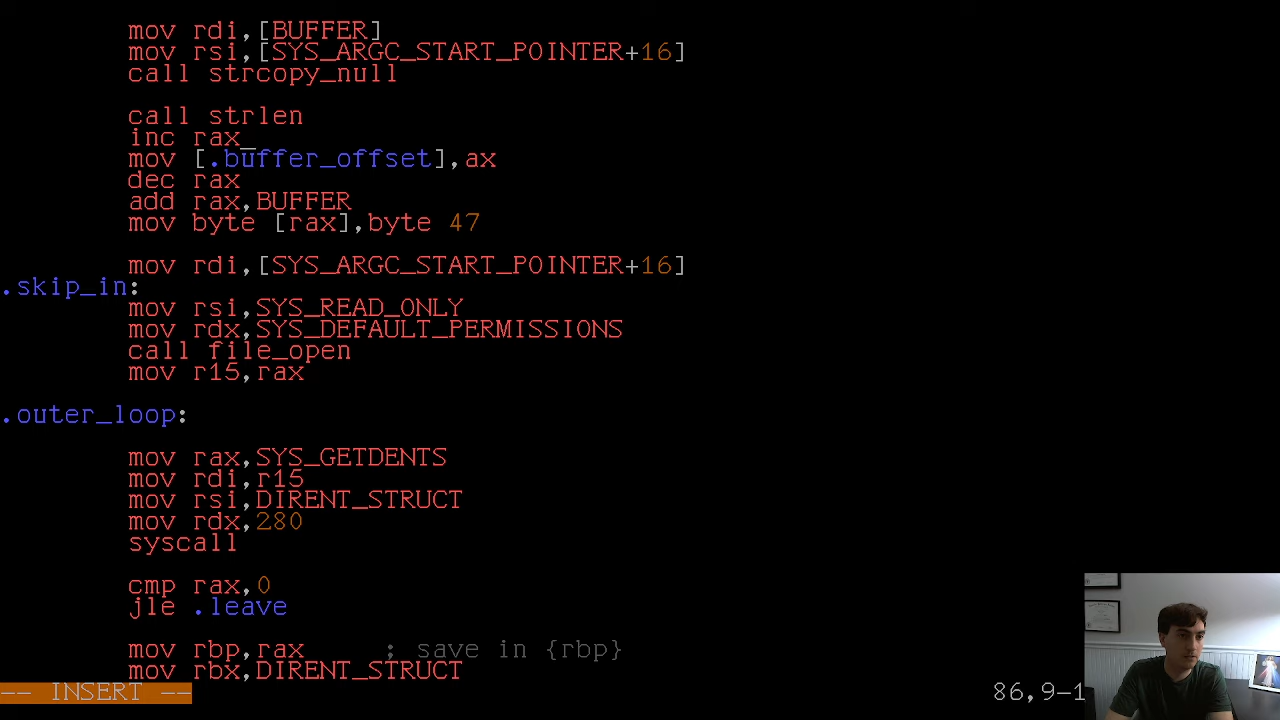 mov rdi,[BUFFER]
mov rsi,[SYS_ARGC_START_POINTER+16]
call strcopy_null
call strlen
inc rax
mov [.buffer_offset],ax
dec rax
add rax,BUFFER
mov byte [rax],byte 47
mov rdi,[SYS_ARGC_START_POINTER+16]
.skip_in:
mov rsi,SYS_READ_ONLY
mov rdx,SYS_DEFAULT_PERMISSIONS
call file_open
mov r15,rax
.outer_loop:
mov rax,SYS_GETDENTS
mov rdi,r15
mov rsi,DIRENT_STRUCT
mov rdx,280
syscall
cmp rax,0
jle .leave
mov rbp,rax ; save in {rbp}
mov rbx,DIRENT_STRUCT
-- INSERT -- 86,9-1